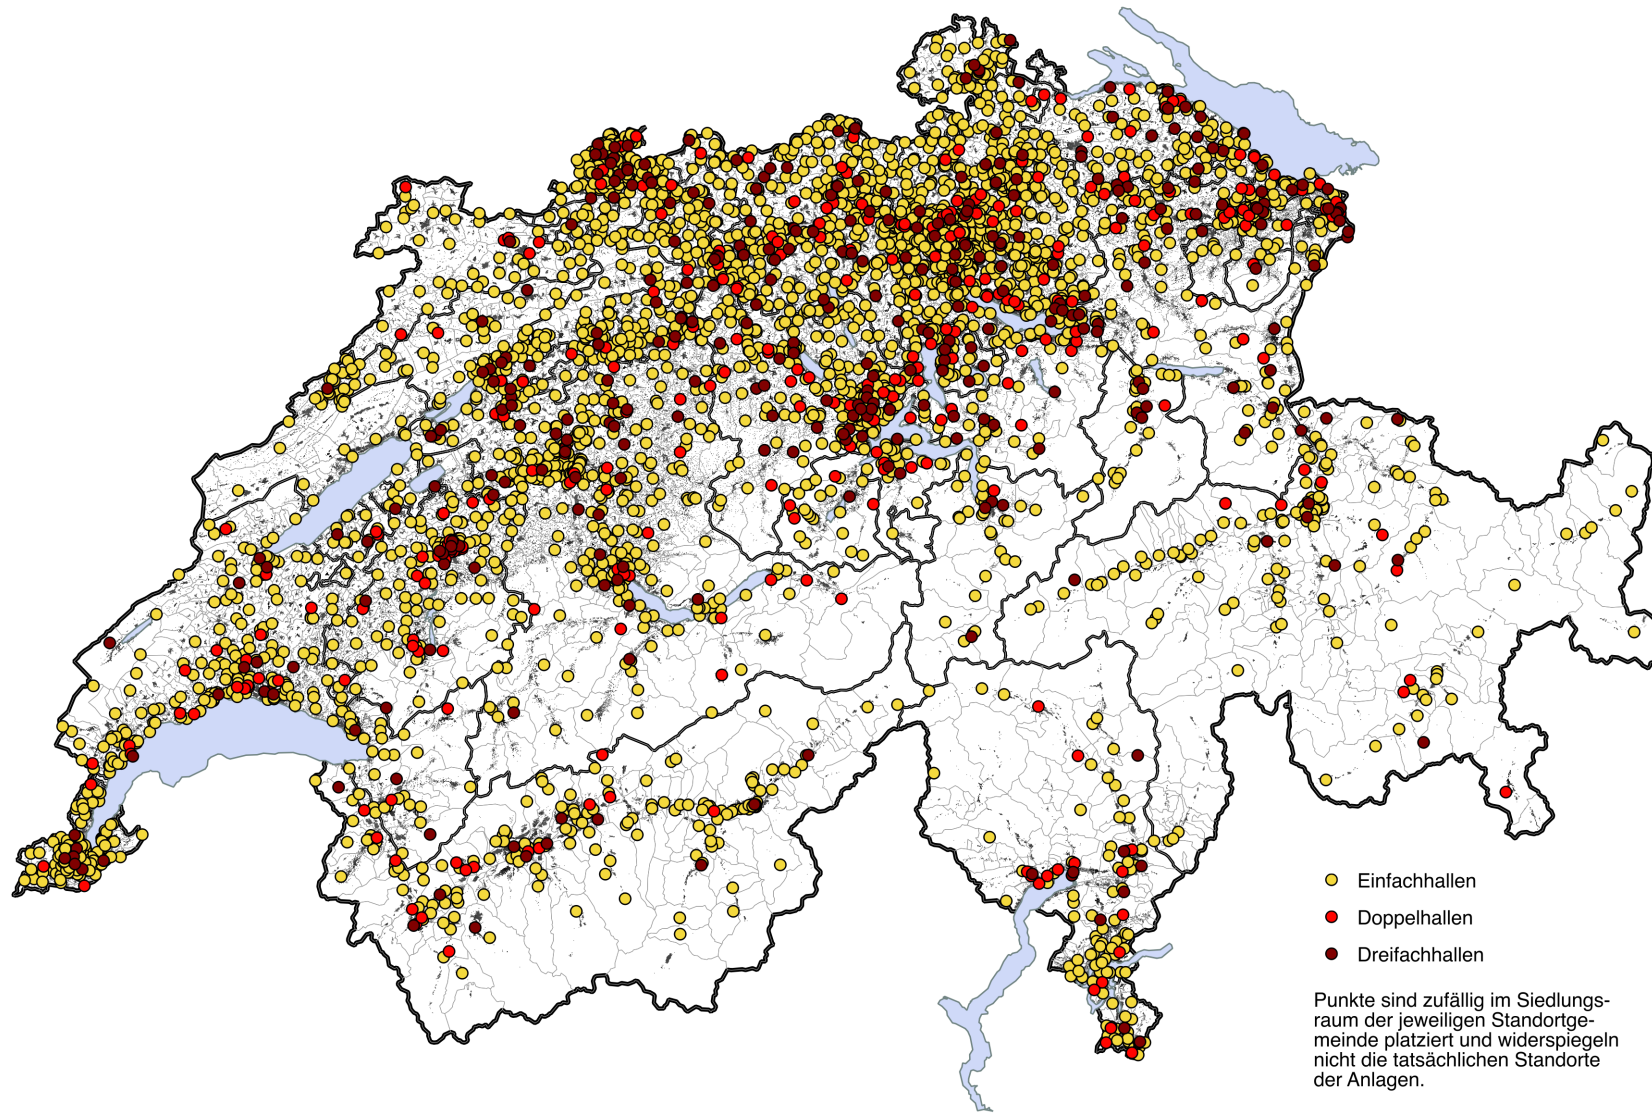 Einfachhallen
Doppelhallen
Dreifachhallen
Punkte sind zufällig im Siedlungs-
raum der jeweiligen Standortge-
meinde platziert und widerspiegeln
nicht die tatsächlichen Standorte
der Anlagen.